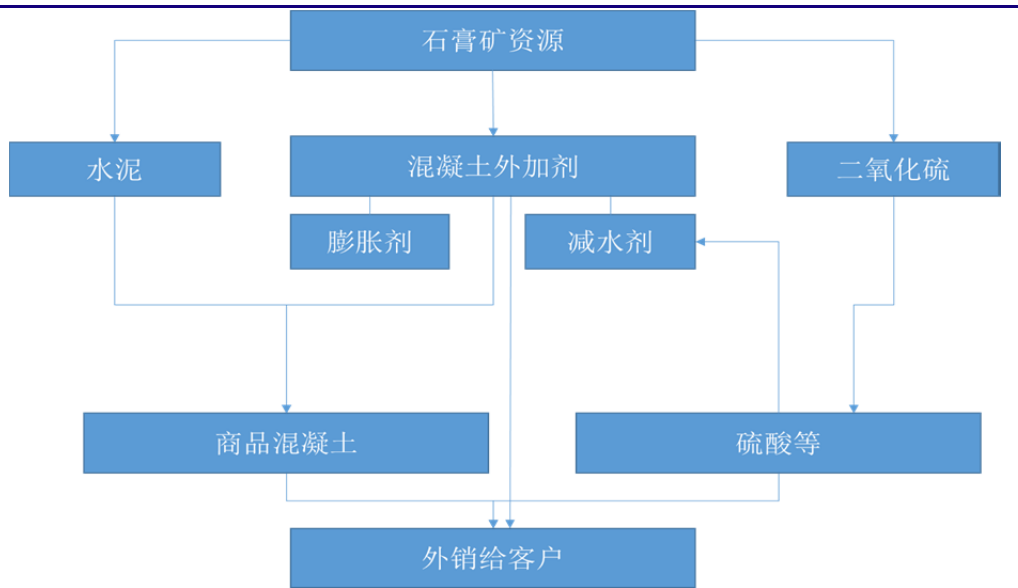 石膏矿资源
水泥
混凝土外加剂
二氧化硫
膨胀剂
减水剂
商品混凝土
硫酸等
外销给客户